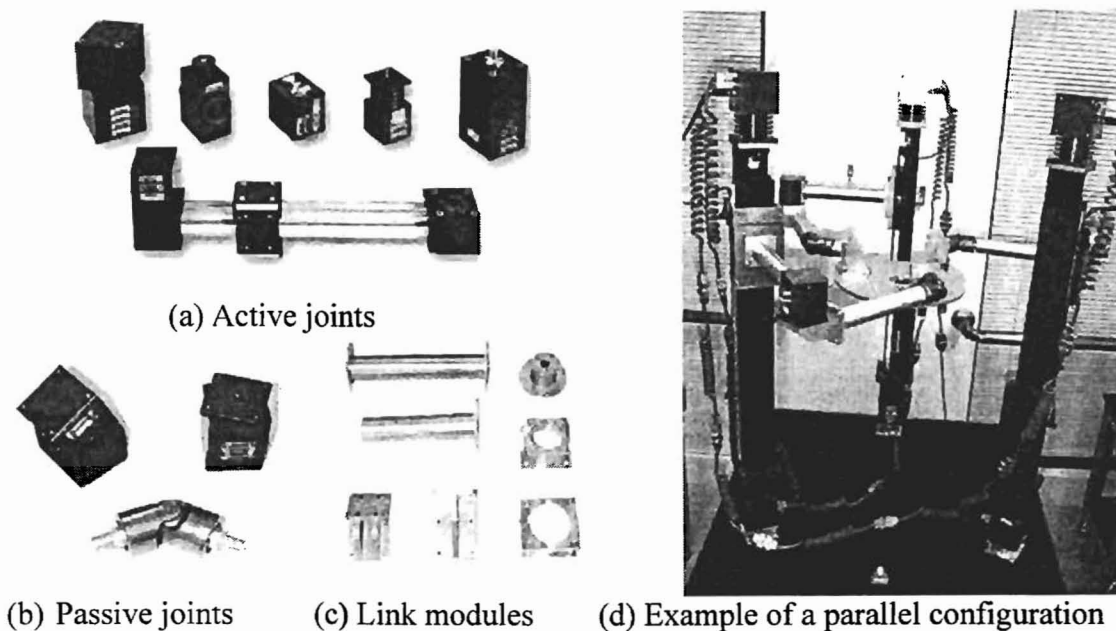 (a) Active joints
(b) Passive joints
(c) Link modules
(d) Example of a parallel configuration